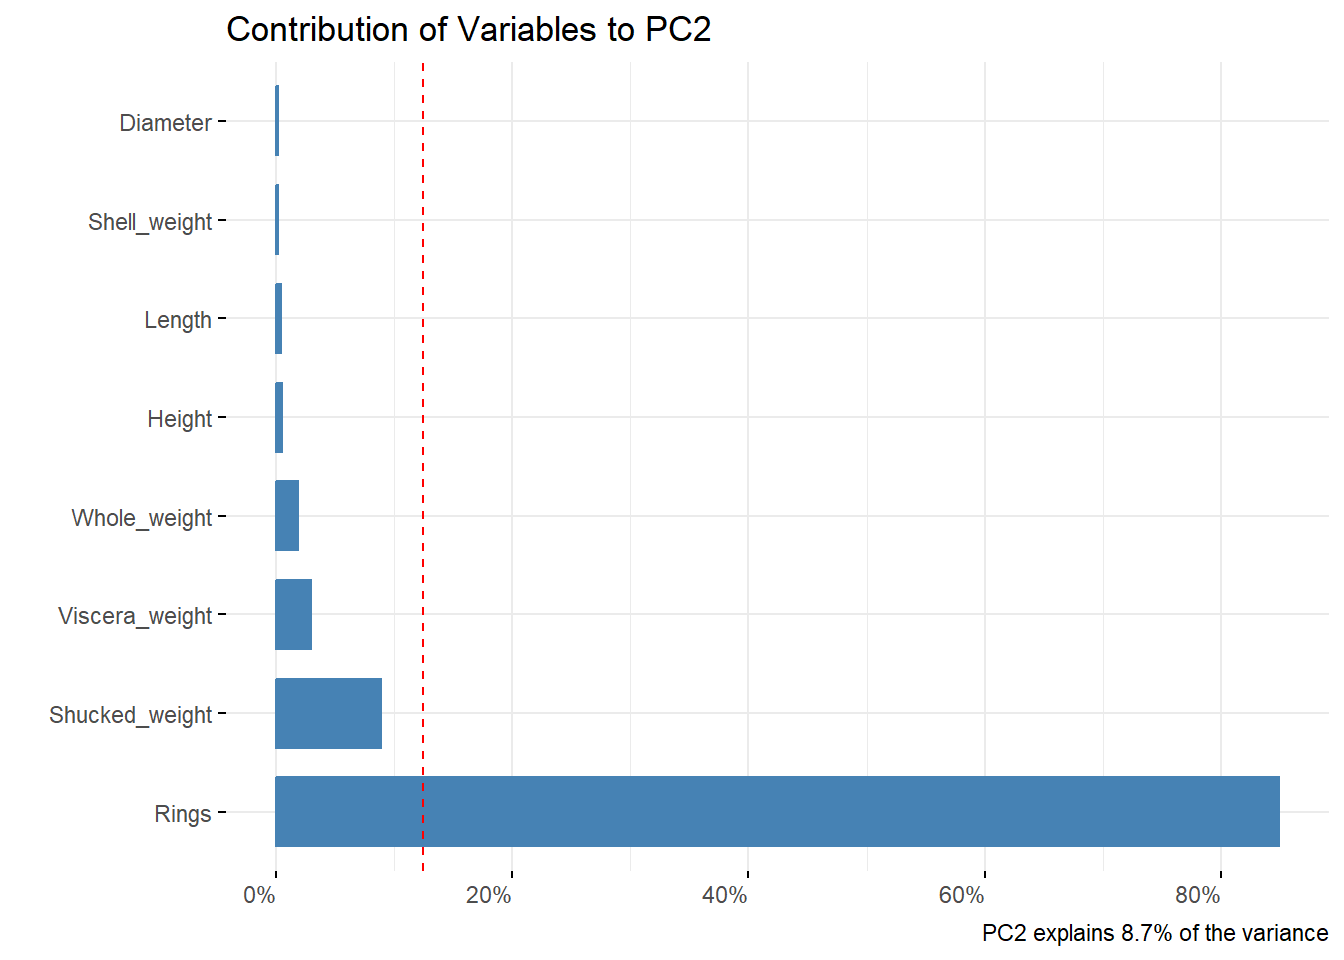 Contribution of Variables to PC2
Diameter
Shell_weight
Length
Height
Whole_weight
Viscera_weight
Shucked_weight
Rings
0% 20% 40% 60% 80%
PC2 explains 8.7% of the variance